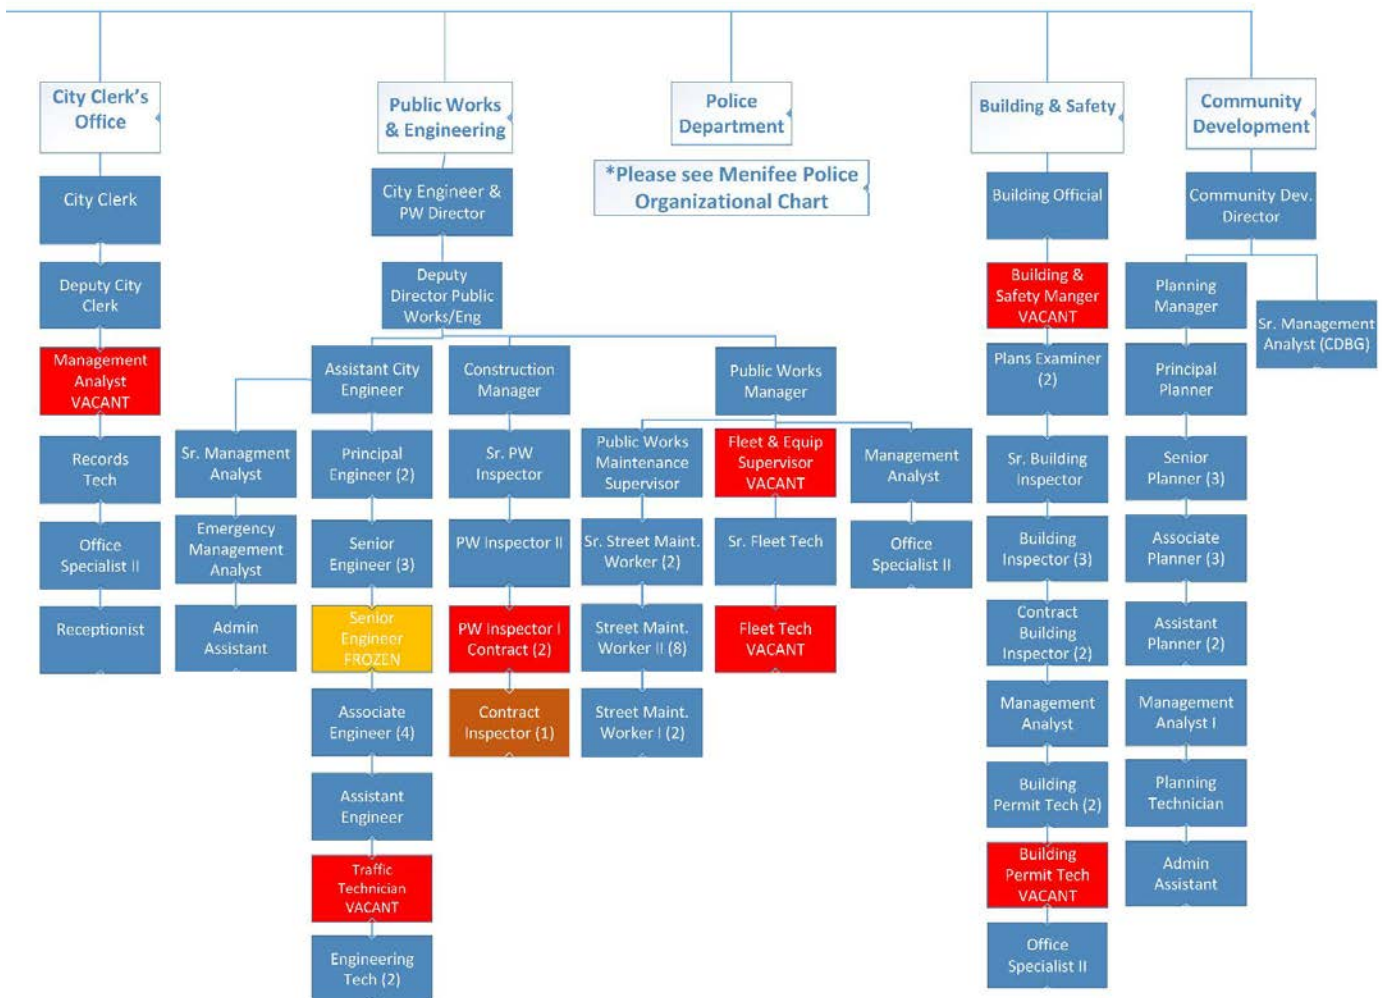 City Clerk's
Office
City Clerk
Deputy City
Clerk
Management
Analyst
VACANT
Records
Tech
Office
Specialist II
Receptionist
Public Works
& Engineering
City Engineer &
PW Director
Deputy
Director Public
Works/Eng
Assistant City
Engineer
Sr. Managment
Analyst
Emergency
Management
Analyst
Admin
Assistant
Principal
Engineer (2)
Senior
Engineer (3)
Senior
Engineer
FROZEN
Associate
Engineer (4)
Assistant
Engineer
Traffic
Technician
VACANT
Engineering
Tech (2)
Construction
Manager
Sr. PW
Inspector
PW Inspector II
PW Inspector I
Contract (2)
Contract
Inspector (1)
Public Works
Manager
Public Works
Maintenance
Supervisor
Sr. Street Maint.
Worker (2)
Street Maint.
Worker II (8)
Street Maint.
Worker I (2)
Fleet & Equip
Supervisor
VACANT
Sr. Fleet Tech
Fleet Tech
VACANT
Management
Analyst
Office
Specialist II
Police
Department
*Please see Menifee Police
Organizational Chart
Building & Safety
Building Official
Building &
Safety Manger
VACANT
Plans Examiner
(2)
Sr. Building
Inspector
Building
Inspector (3)
Contract
Building
Inspector (2)
Management
Analyst
Building
Permit Tech (2)
Building
Permit Tech
VACANT
Office
Specialist II
Community
Development
Community Dev.
Director
Planning
Manager
Sr. Management
Analyst (CDBG)
Principal
Planner
Senior
Planner (3)
Associate
Planner (3)
Assistant
Planner (2)
Management
Analyst I
Planning
Technician
Admin
Assistant